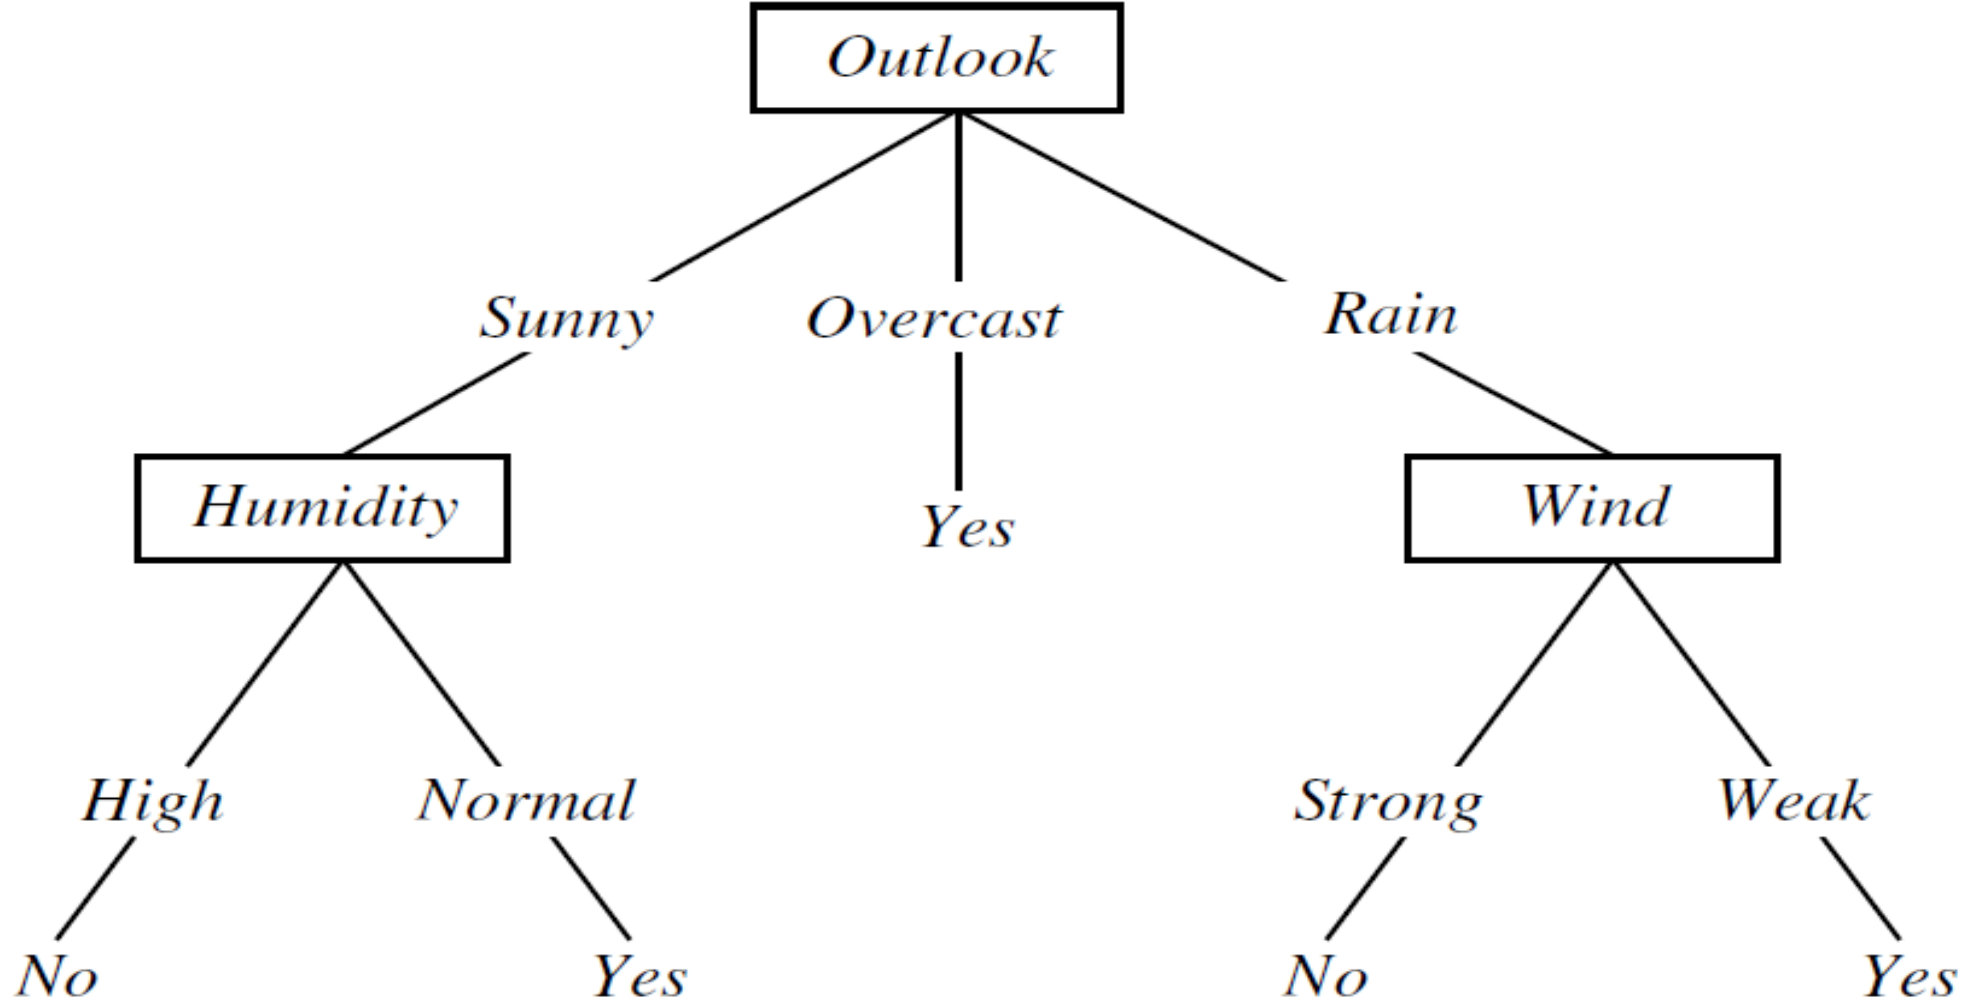 Outlook
Sunny Overcast Rain
Humidity Yes Wind
High Normal Strong Weak
No Yes No Yes